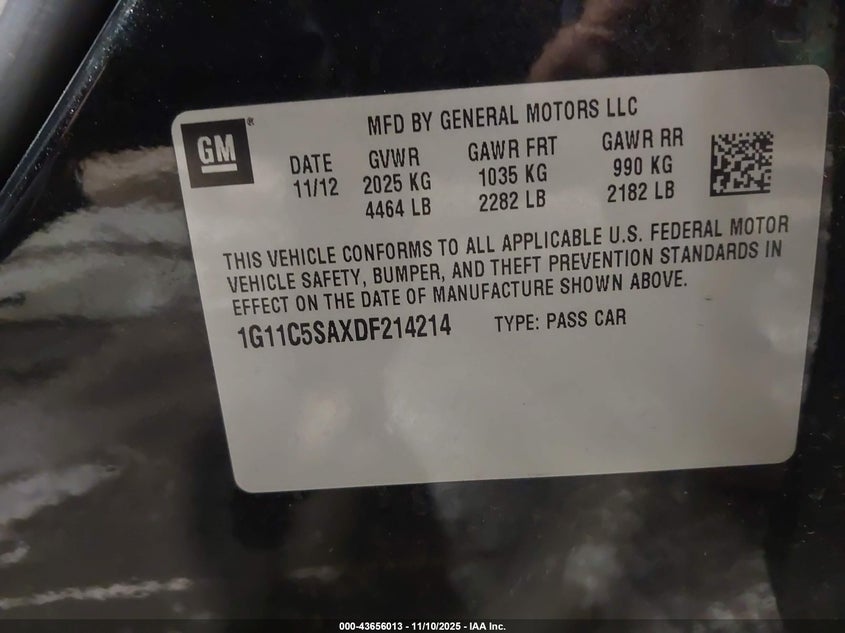 GM®
MFD BY GENERAL MOTORS LLC
DATE GVWR GAWR FRT GAWR RR
11/12 2025 KG 1035 KG 990 KG
4464 LB 2282 LB 2182 LB
THIS VEHICLE CONFORMS TO ALL APPLICABLE U.S. FEDERAL MOTOR
VEHICLE SAFETY, BUMPER, AND THEFT PREVENTION STANDARDS IN
EFFECT ON THE DATE OF MANUFACTURE SHOWN ABOVE.
1G11C5SAXDF214214 TYPE: PASS CAR
000-43656013 - 11/10/2025 - IAA Inc.